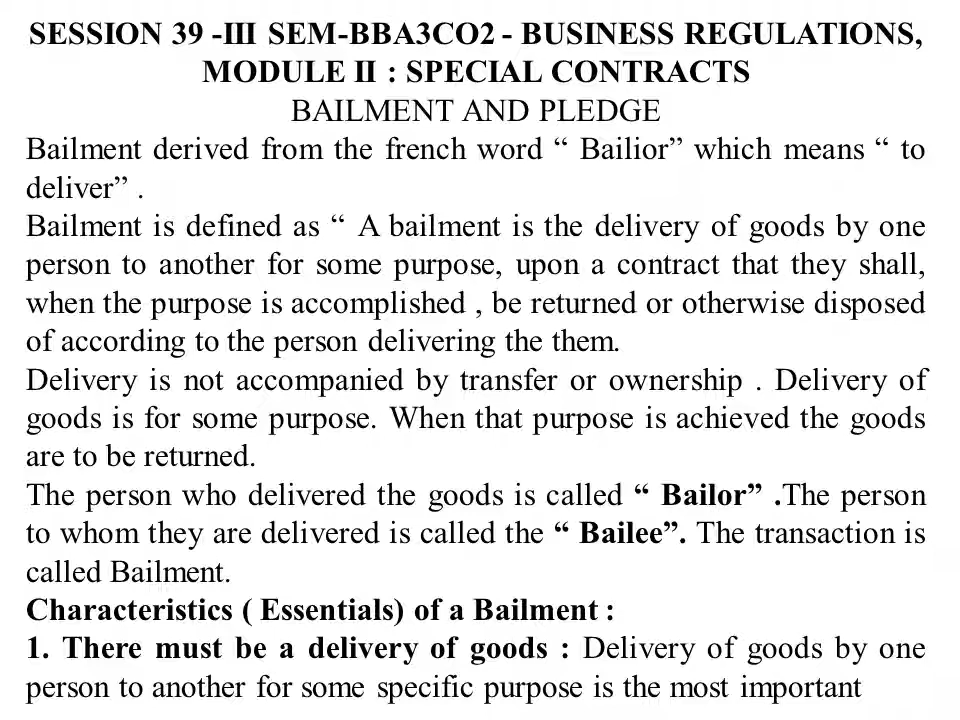 SESSION 39 -III SEM-BBA3CO2 - BUSINESS REGULATIONS,
MODULE II : SPECIAL CONTRACTS
BAILMENT AND PLEDGE
Bailment derived from the french word “ Bailior” which means “ to
deliver” .
Bailment is defined as “ A bailment is the delivery of goods by one
person to another for some purpose, upon a contract that they shall,
when the purpose is accomplished , be returned or otherwise disposed
of according to the person delivering the them.
Delivery is not accompanied by transfer or ownership . Delivery of
goods is for some purpose. When that purpose is achieved the goods
are to be returned.
The person who delivered the goods is called “ Bailor” .The person
to whom they are delivered is called the “ Bailee”. The transaction is
called Bailment.
Characteristics ( Essentials) of a Bailment :
1. There must be a delivery of goods : Delivery of goods by one
person to another for some specific purpose is the most important